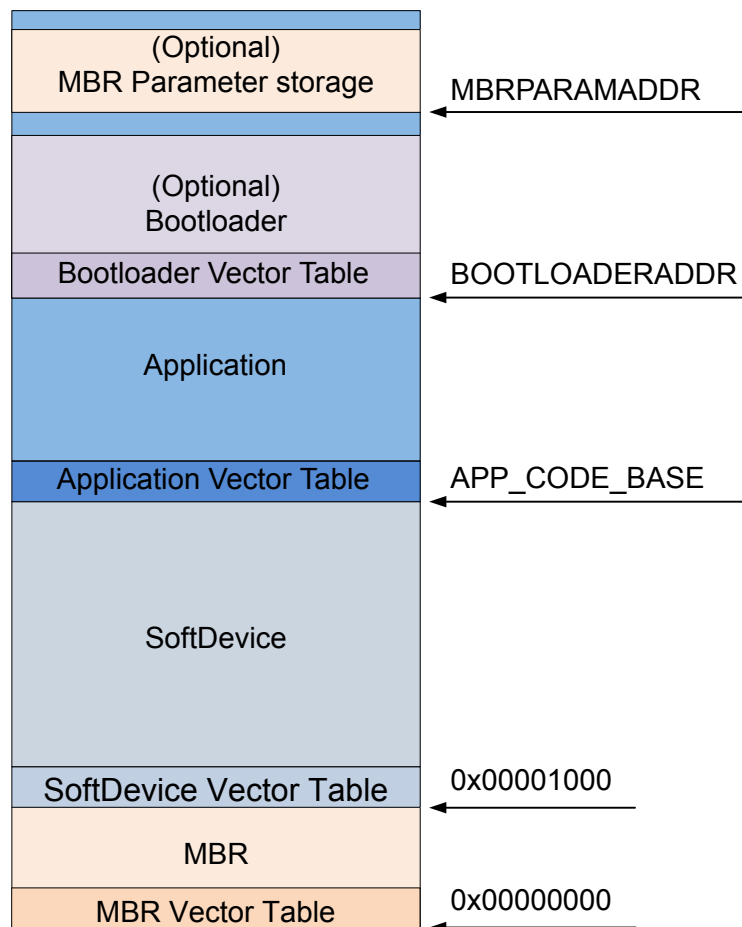 (Optional)
MBR Parameter storage
MBRPARAMADDR
(Optional)
Bootloader
Bootloader Vector Table
BOOTLOADERADDR
Application
Application Vector Table
APP_CODE_BASE
SoftDevice
SoftDevice Vector Table
0x00001000
MBR
MBR Vector Table
0x00000000